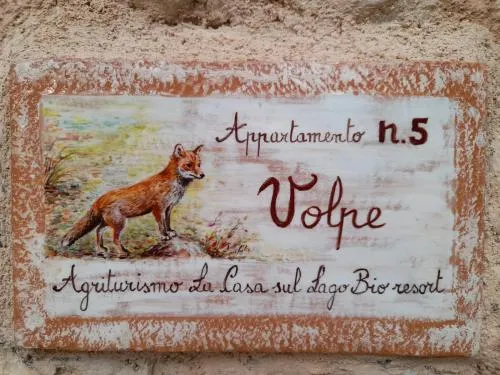 Appartamento n.5
Volpe
Agriturismo La Casa sul Lago Bio resort